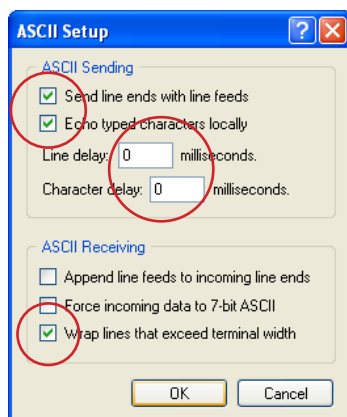 ASCII Setup
ASCII Sending
Send line ends with line feeds
Echo typed characters locally
Line delay: 0 milliseconds.
Character delay: 0 milliseconds.
ASCII Receiving
Append line feeds to incoming line ends
Force incoming data to 7-bit ASCII
Wrap lines that exceed terminal width
OK Cancel